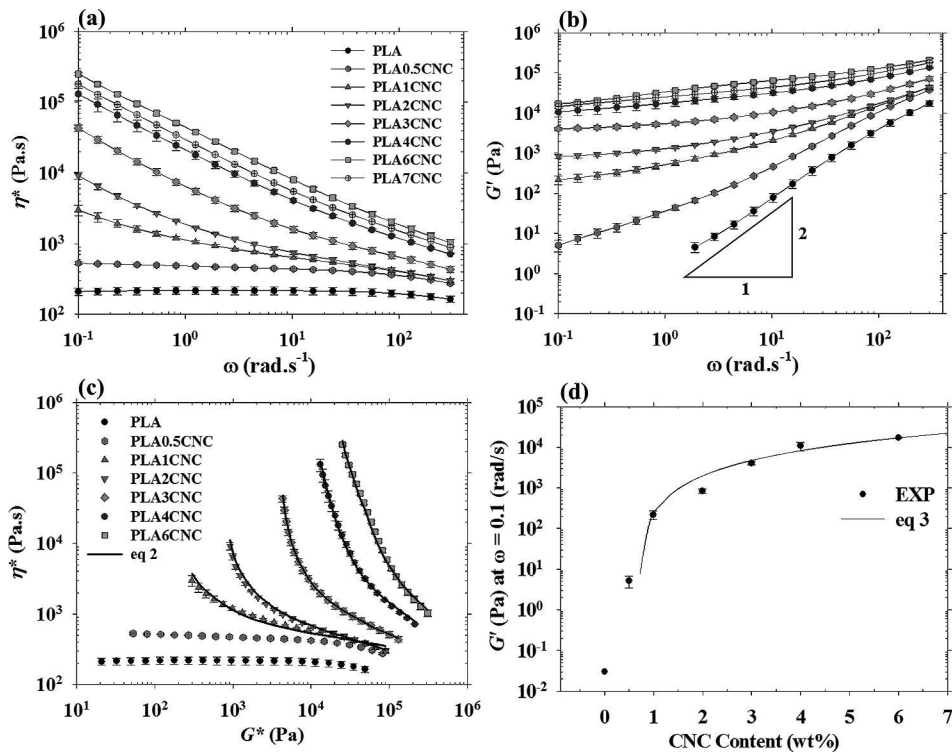 (a)
10^6
10^5
10^4
10^3
10^2
η* (Pa.s)
PLA
PLA0.5CNC
PLA1CNC
PLA2CNC
PLA3CNC
PLA4CNC
PLA6CNC
PLA7CNC
10^-1 10^0 10^1 10^2
ω (rad.s^-1)
(b)
10^6
10^5
10^4
10^3
10^2
10^1
10^0
10^-1
G' (Pa)
2
1
10^-1 10^0 10^1 10^2
ω (rad.s^-1)
(c)
10^6
10^5
10^4
10^3
10^2
η* (Pa.s)
PLA
PLA0.5CNC
PLA1CNC
PLA2CNC
PLA3CNC
PLA4CNC
PLA6CNC
eq 2
10^1 10^2 10^3 10^4 10^5 10^6
G* (Pa)
(d)
10^5
10^4
10^3
10^2
10^1
10^0
10^-1
10^-2
G' (Pa) at ω = 0.1 (rad/s)
EXP
eq 3
0 1 2 3 4 5 6 7
CNC Content (wt%)